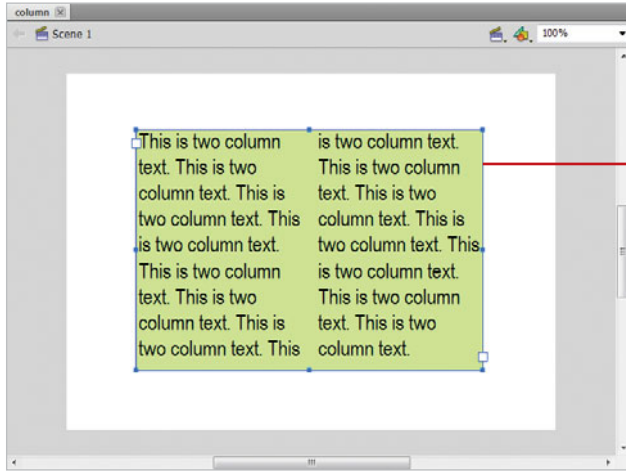 column
Scene 1
100%
This is two column
text. This is two
column text. This is
two column text. This
is two column text.
This is two column
text. This is two
column text. This is
two column text. This
is two column text.
This is two column
text. This is two
column text. This is
two column text. This
is two column text.
This is two column
text. This is two
column text.